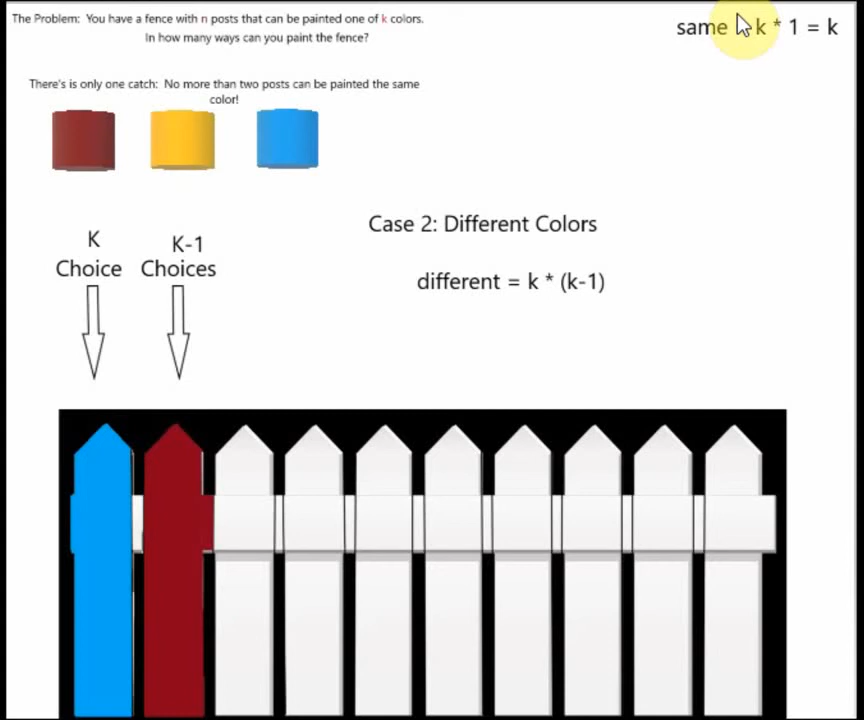 The Problem: You have a fence with n posts that can be painted one of k colors.
In how many ways can you paint the fence?
same k * 1 = k
There's is only one catch: No more than two posts can be painted the same
color!
Case 2: Different Colors
different = k * (k-1)
K
Choice
K-1
Choices